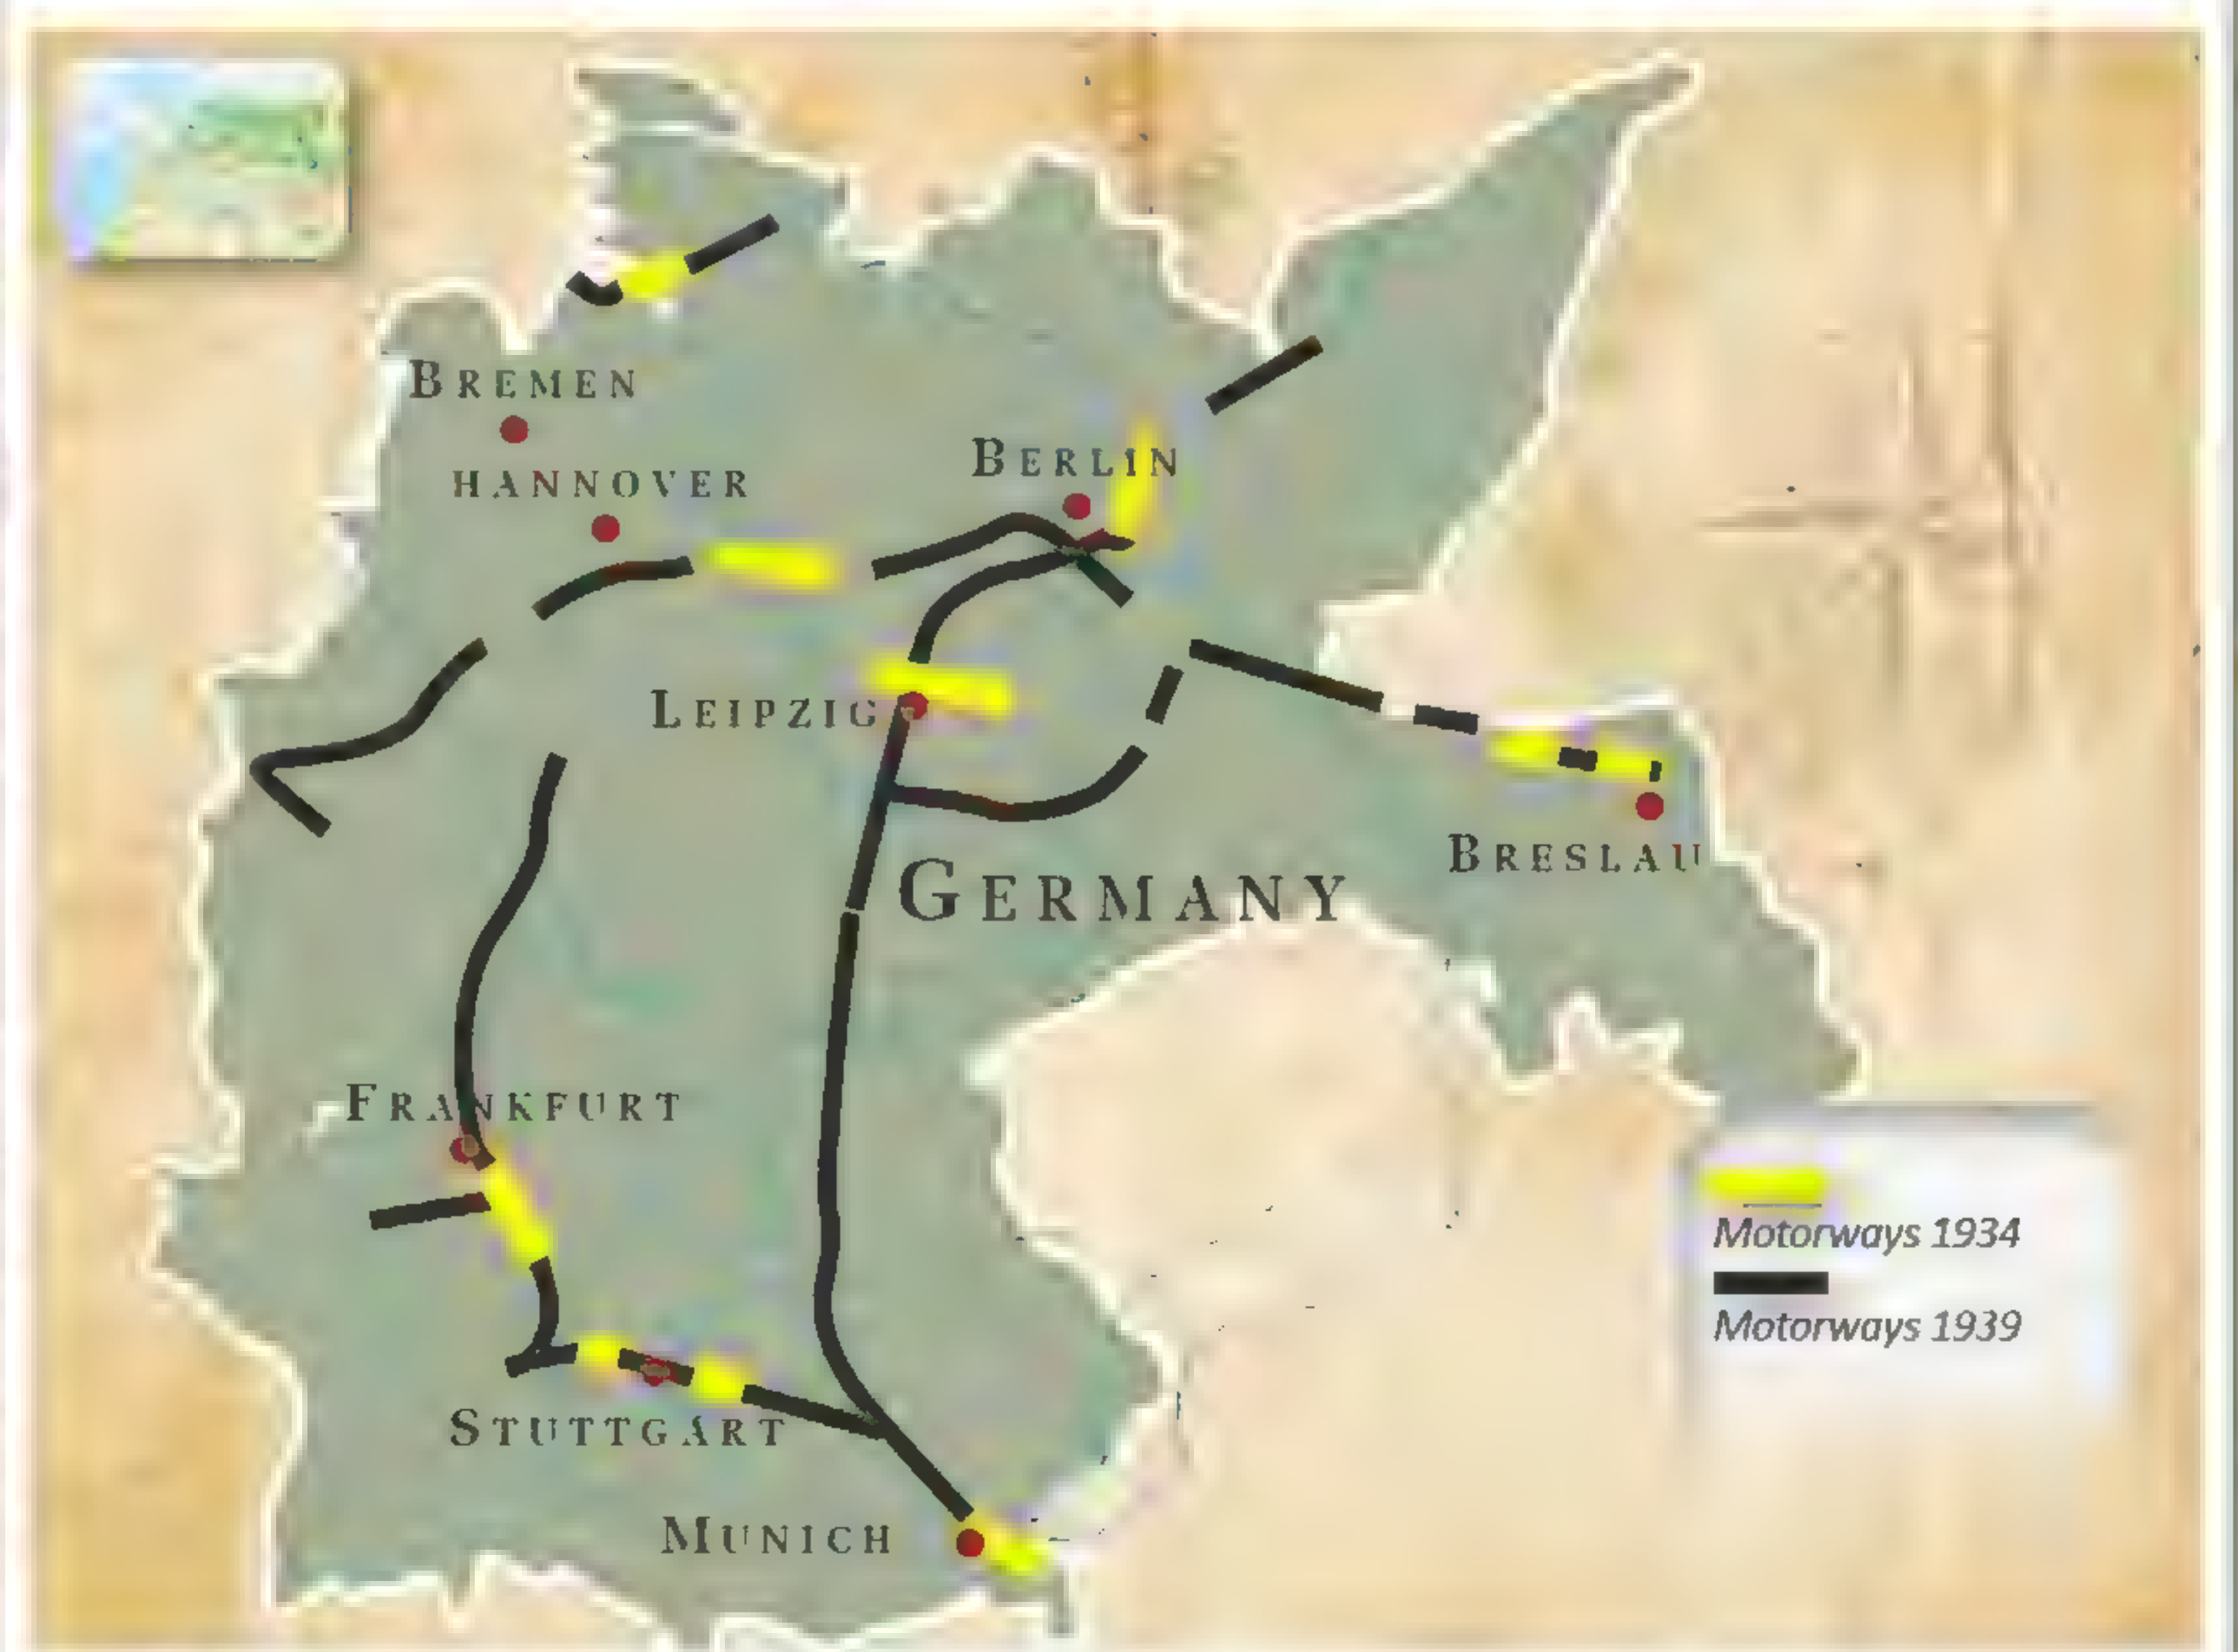 BREMEN
HANNOVER
BERLIN
LEIPZIG
BRESLAU
GERMANY
FRANKFURT
STUTTGART
MUNICH
Motorways 1934
Motorways 1939